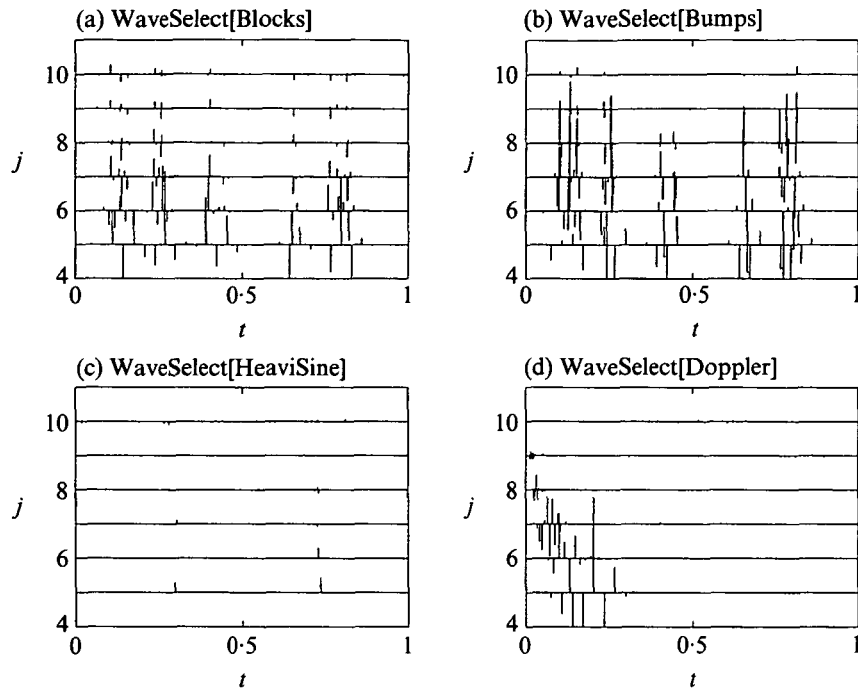 (a) WaveSelect[Blocks]
10
8
j
6
4
0
0·5
1
t
(b) WaveSelect[Bumps]
10
8
j
6
4
0
0·5
1
t
(c) WaveSelect[HeaviSine]
10
8
j
6
4
0
0·5
1
t
(d) WaveSelect[Doppler]
10
8
j
6
4
0
0·5
1
t